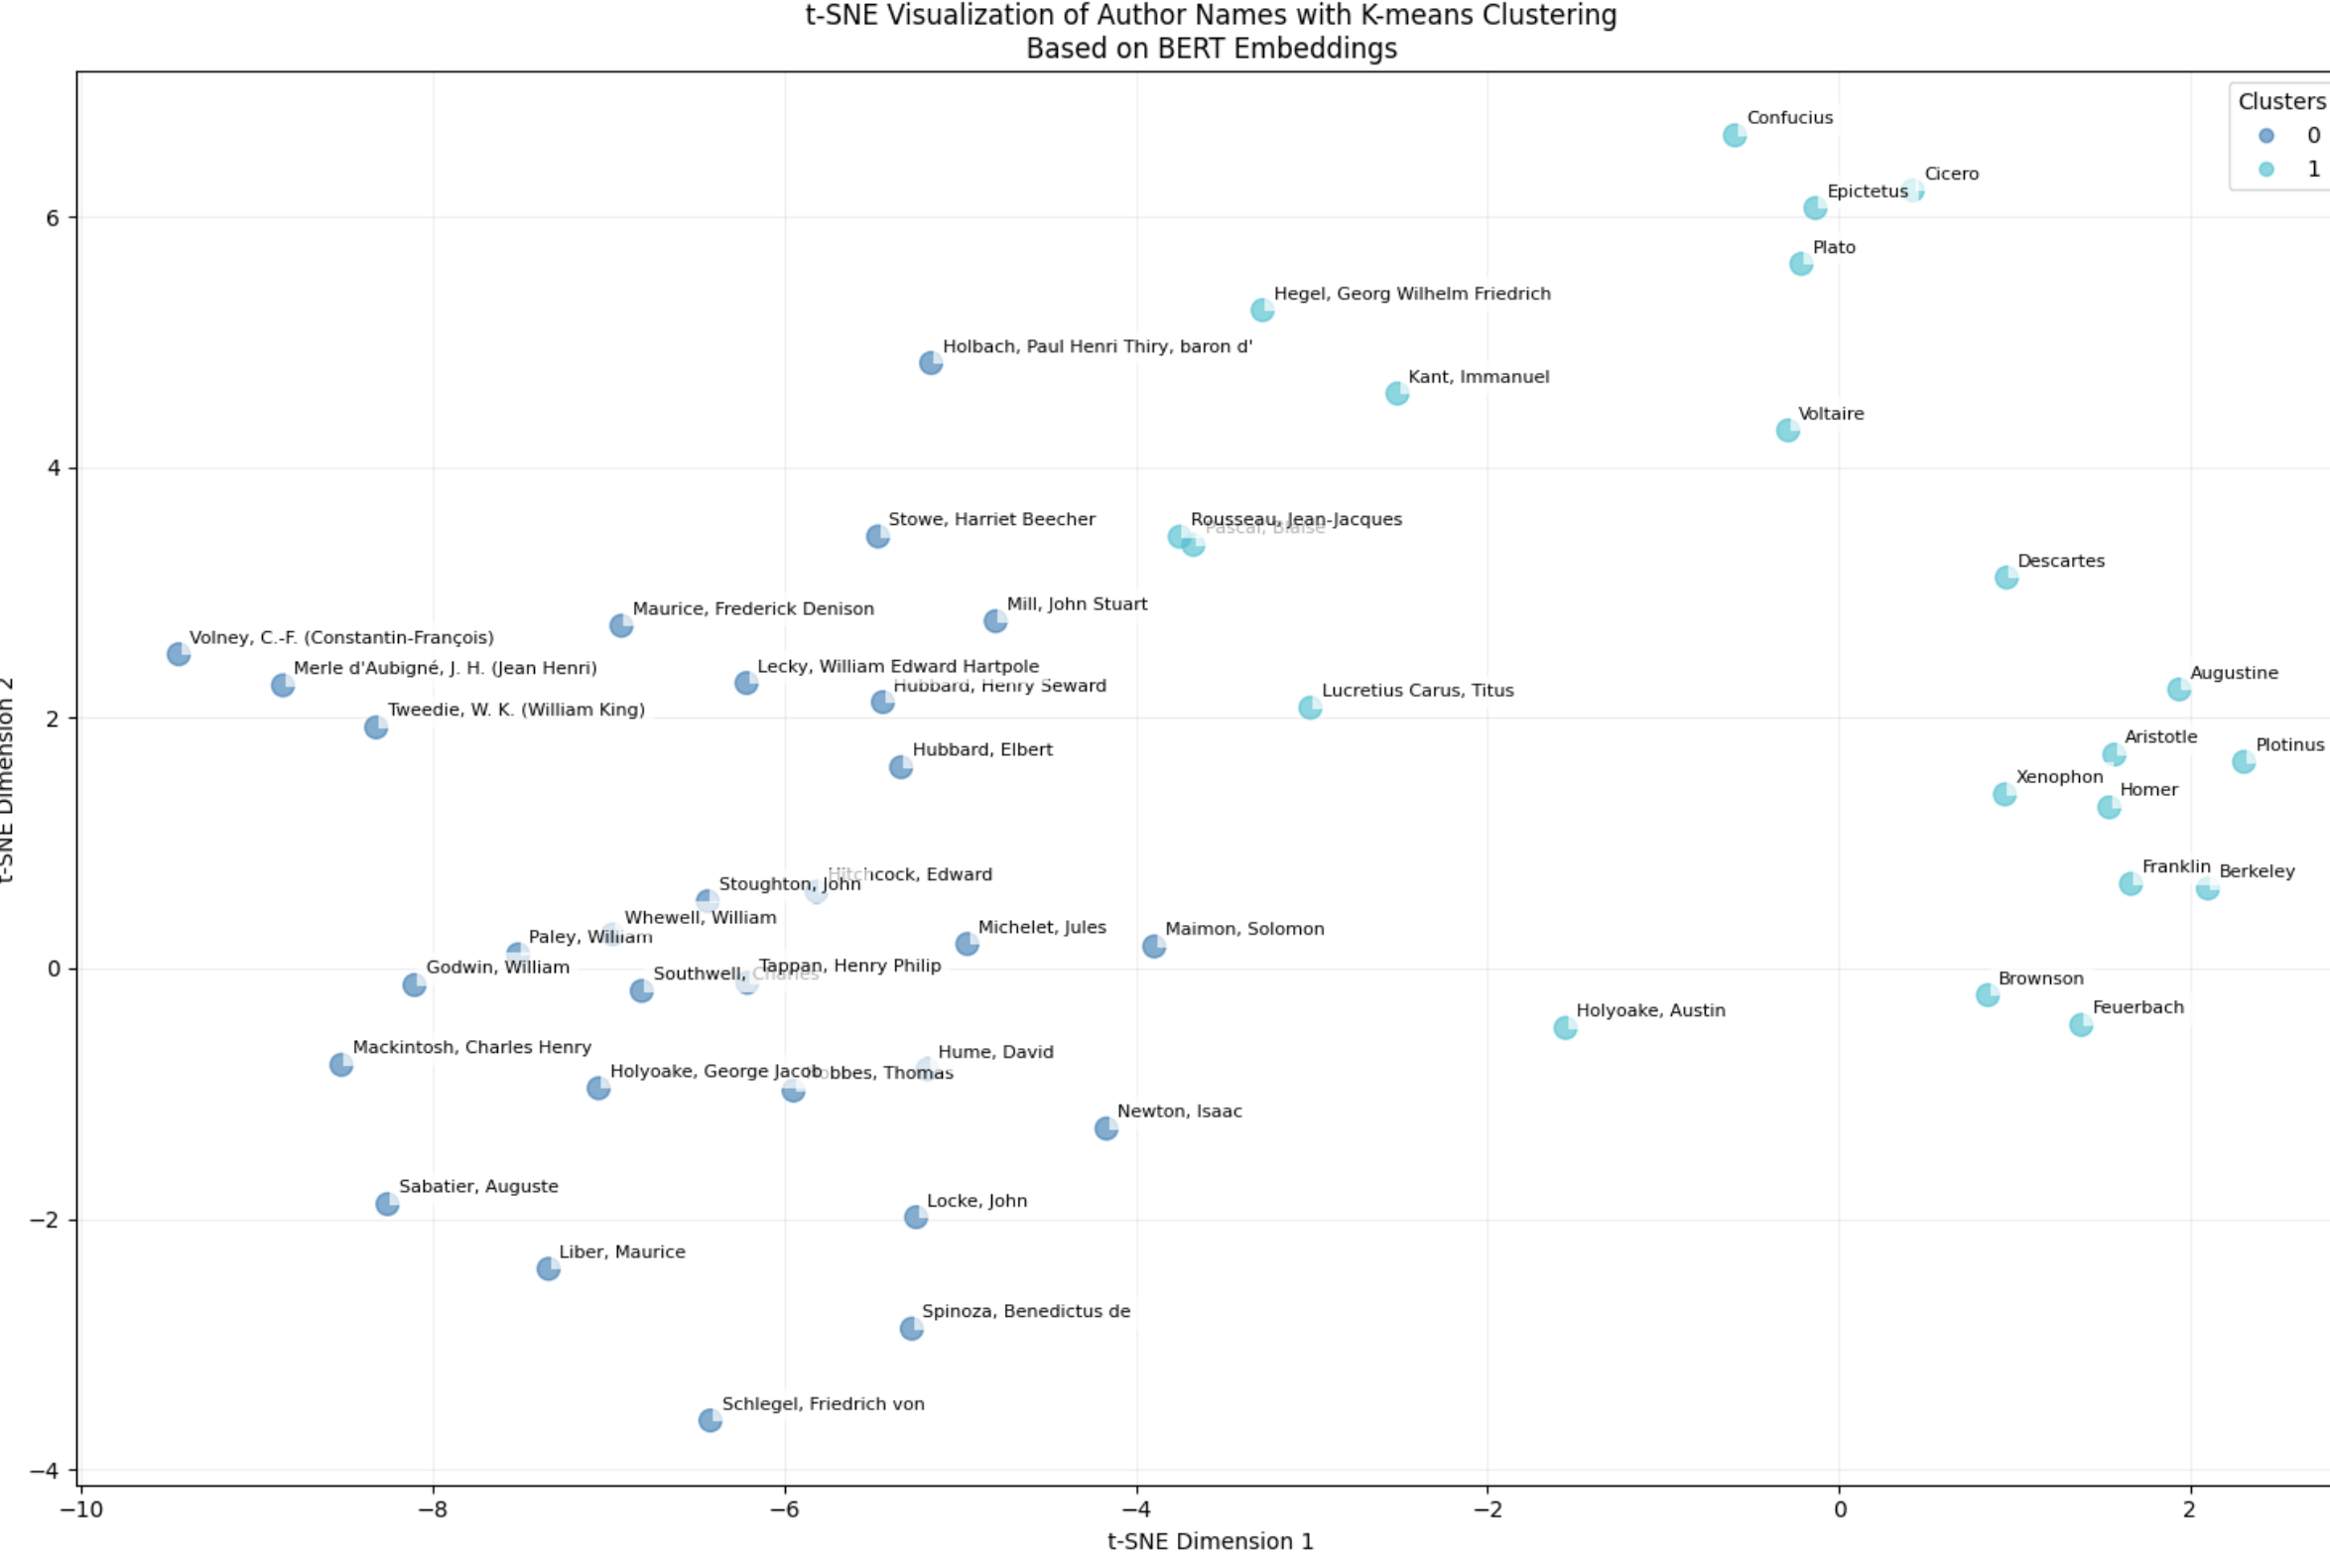 t-SNE Visualization of Author Names with K-means Clustering
Based on BERT Embeddings
Clusters
0
1
Confucius
Cicero
Epictetus
Plato
Hegel, Georg Wilhelm Friedrich
Holbach, Paul Henri Thiry, baron d'
Kant, Immanuel
Voltaire
Stowe, Harriet Beecher
Rousseau, Jean-Jacques
Pascal, Blaise
Descartes
Maurice, Frederick Denison
Mill, John Stuart
Volney, C.-F. (Constantin-François)
Merle d'Aubigné, J. H. (Jean Henri)
Lecky, William Edward Hartpole
Hubbard, Henry Seward
Augustine
Lucretius Carus, Titus
Tweedie, W. K. (William King)
Hubbard, Elbert
Aristotle
Plotinus
Xenophon
Homer
Franklin
Berkeley
Hitchcock, Edward
Stoughton, John
Whewell, William
Paley, William
Michelet, Jules
Maimon, Solomon
Godwin, William
Tappan, Henry Philip
Southwell, Charles
Brownson
Feuerbach
Holyoake, Austin
Mackintosh, Charles Henry
Hume, David
Holyoake, George Jacob
obbes, Thomas
Newton, Isaac
Sabatier, Auguste
Locke, John
Liber, Maurice
Spinoza, Benedictus de
Schlegel, Friedrich von
6
4
2
0
−2
−4
t-SNE Dimension 2
−10
−8
−6
−4
−2
0
2
t-SNE Dimension 1